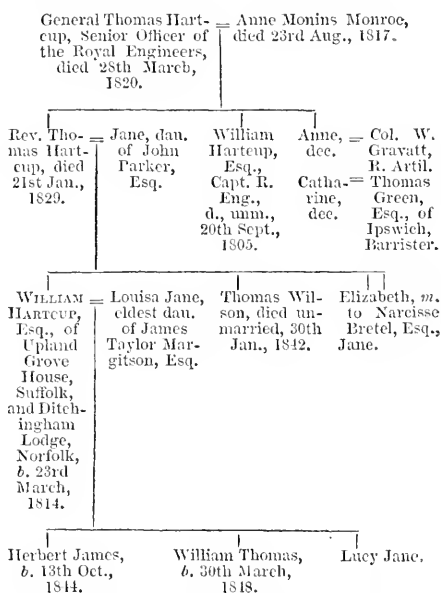 General Thomas Hart-
cup, Senior Officer of
the Royal Engineers,
died 28th March,
1820.
= Anne Monins Monroe,
died 23rd Aug., 1817.
Rev. Tho-
mas Hart-
cup, died
21st Jan.,
1829.
= Jane, dau.
of John
Parker,
Esq.
William
Hartcup,
Esq.,
Capt. R.
Eng.,
d., unm.,
20th Sept.,
1805.
Anne, = Col. W.
dec. Gravatt,
R. Artil.
Catha- = Thomas
rine, Green,
dec. Esq., of
Ipswich,
Barrister.
WILLIAM
HARTCUP,
Esq., of
Upland
Grove
House,
Suffolk,
and Ditch-
ingham
Lodge,
Norfolk,
b. 23rd
March,
1814.
= Louisa Jane,
eldest dau.
of James
Taylor Mar-
gitson, Esq.
Thomas Wil-
son, died un-
married, 30th
Jan., 1842.
Elizabeth, m.
to Narcisse
Bretel, Esq.,
Jane.
Herbert James,
b. 13th Oct.,
1844.
William Thomas,
b. 30th March,
1848.
Lucy Jane.